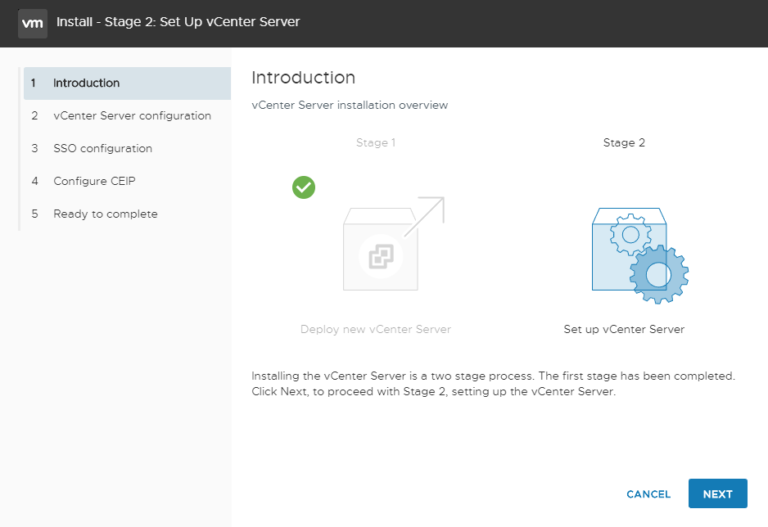 vm Install - Stage 2: Set Up vCenter Server
1 Introduction
2 vCenter Server configuration
3 SSO configuration
4 Configure CEIP
5 Ready to complete
Introduction
vCenter Server installation overview
Stage 1
Stage 2
Deploy new vCenter Server
Set up vCenter Server
Installing the vCenter Server is a two stage process. The first stage has been completed.
Click Next, to proceed with Stage 2, setting up the vCenter Server.
CANCEL
NEXT